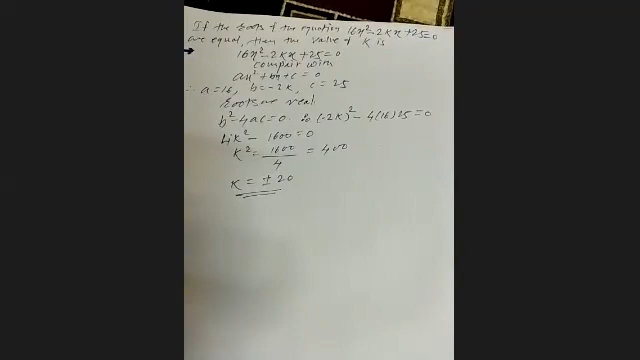 If the roots of the equation 16x² - 2Kx + 25 = 0
are equal, then the value of K is
16x² - 2Kx + 25 = 0
compair with
ax² + bx + c = 0
∴ a = 16, b = -2K, c = 25
Roots are real
b² - 4ac = 0 (-2K)² - 4(16)25 = 0
4K² - 1600 = 0
K² = 1600/4 = 400
K = ± 20